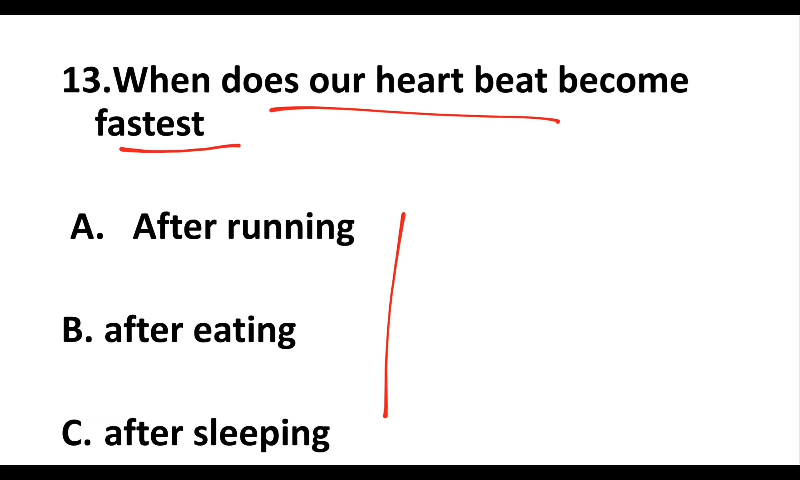 13.When does our heart beat become
fastest
A. After running
B. after eating
C. after sleeping